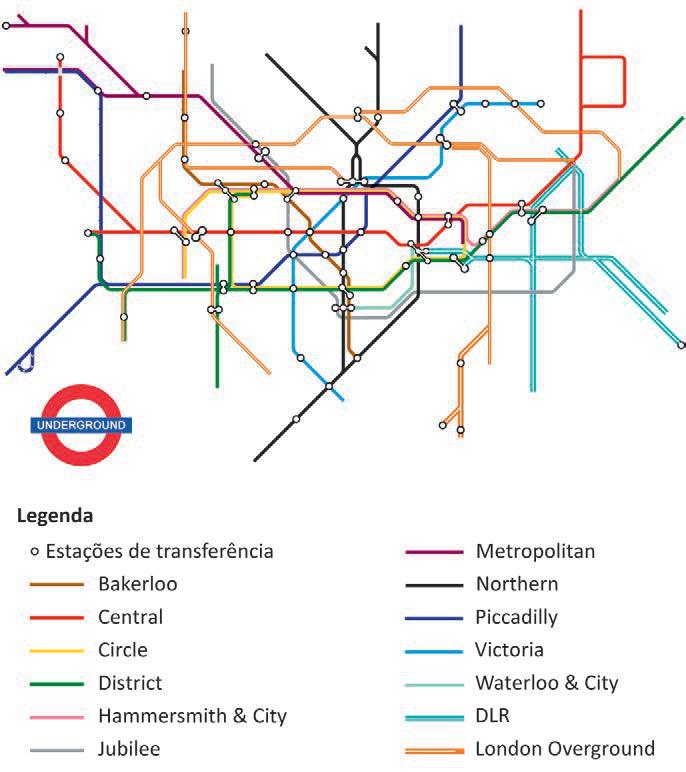 UNDERGROUND
Legenda
Estações de transferência
Bakerloo
Central
Circle
District
Hammersmith & City
Jubilee
Metropolitan
Northern
Piccadilly
Victoria
Waterloo & City
DLR
London Overground